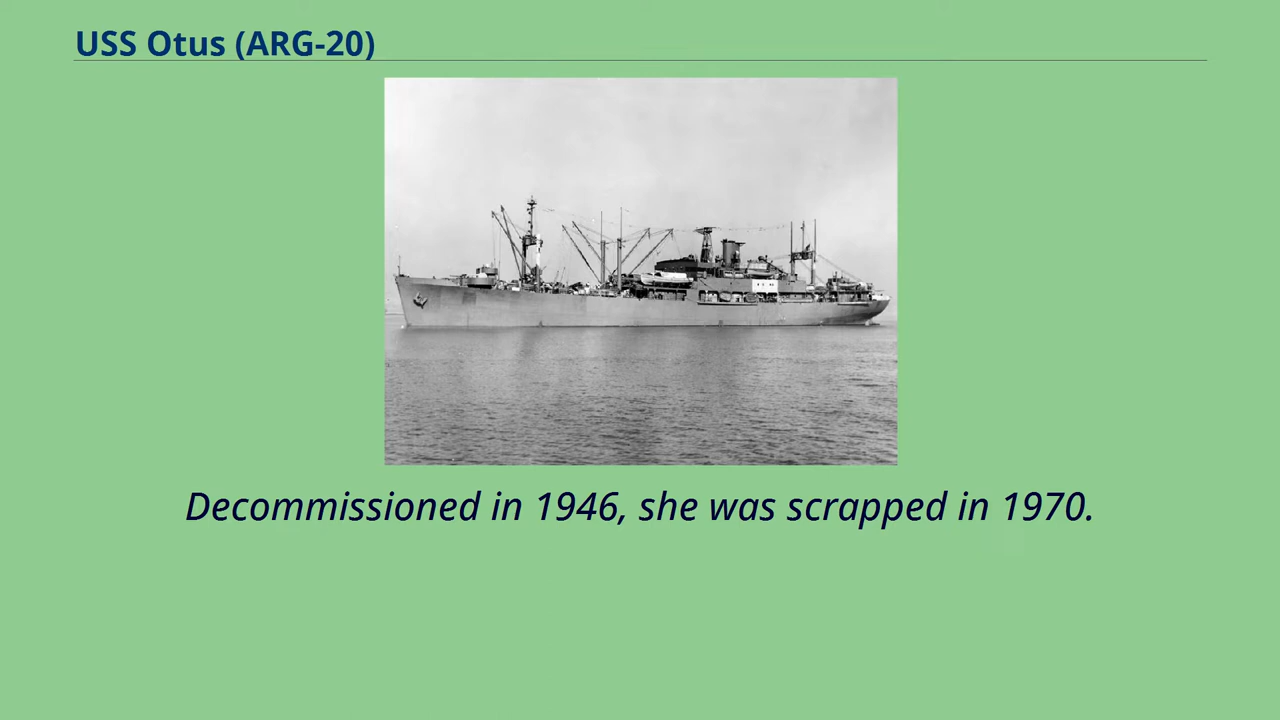 USS Otus (ARG-20)
Decommissioned in 1946, she was scrapped in 1970.